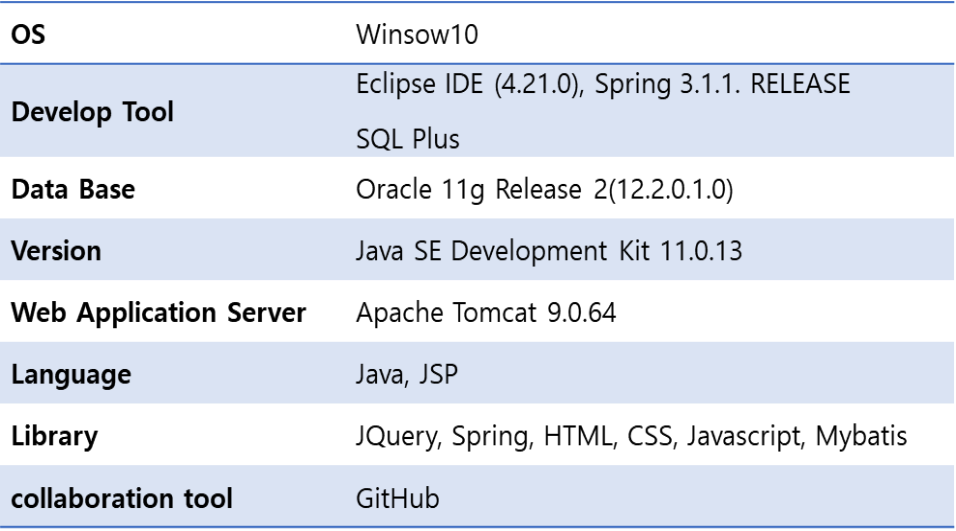 OS Winsow10
Develop Tool Eclipse IDE (4.21.0), Spring 3.1.1. RELEASE
SQL Plus
Data Base Oracle 11g Release 2(12.2.0.1.0)
Version Java SE Development Kit 11.0.13
Web Application Server Apache Tomcat 9.0.64
Language Java, JSP
Library JQuery, Spring, HTML, CSS, Javascript, Mybatis
collaboration tool GitHub